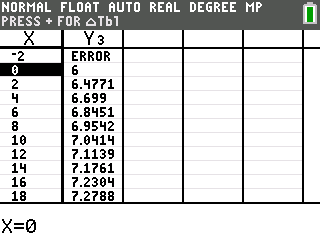 NORMAL FLOAT AUTO REAL DEGREE MP
PRESS + FOR △Tbl
X Y₃
-2 ERROR
0 6
2 6.4771
4 6.699
6 6.8451
8 6.9542
10 7.0414
12 7.1139
14 7.1761
16 7.2304
18 7.2788
X=0